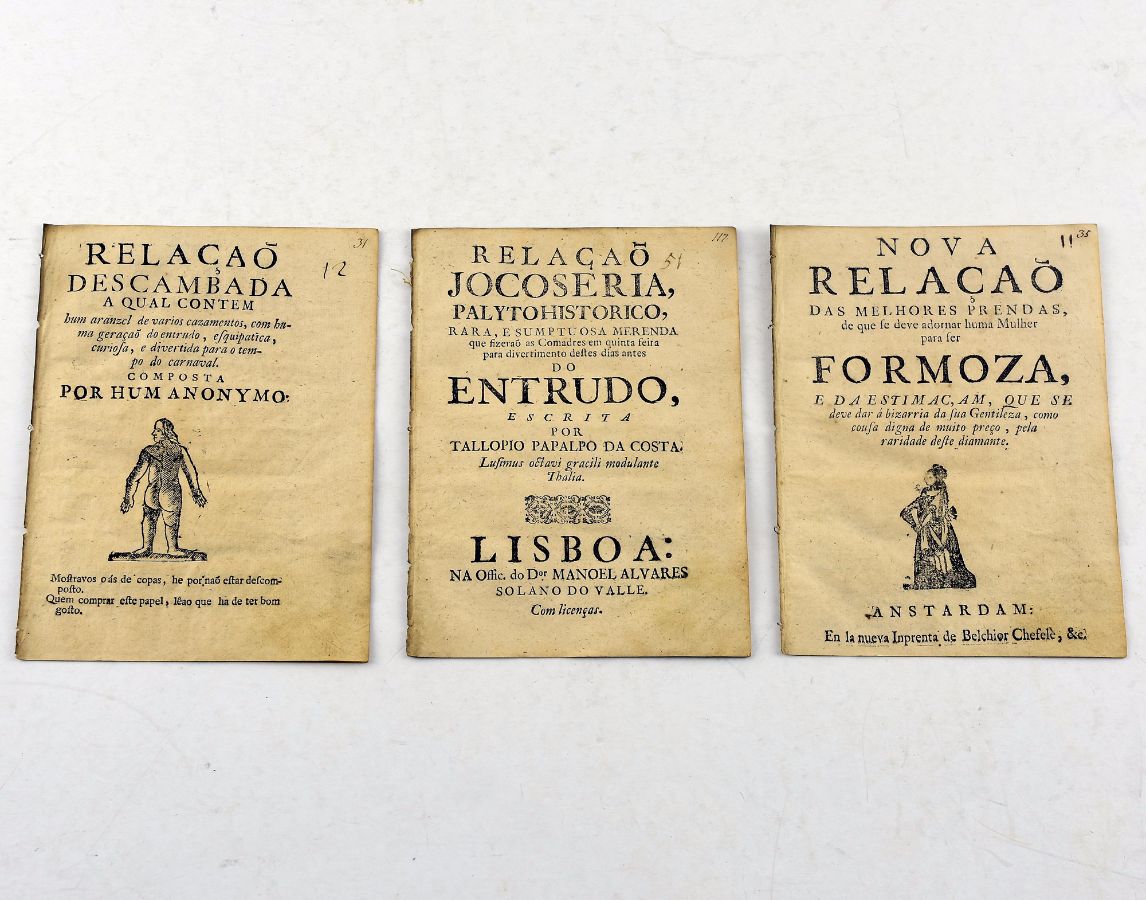 31
12
RELAÇAÕ
DESCAMBADA
A QUAL CONTEM
hum aranzel de varios cazamentos, com hu-
ma geraçaõ do entrudo, eſquipatica,
curioſa, e divertida para o tem-
po do carnaval.
COMPOSTA
POR HUM ANONYMO:
Moſtravos o ás de copas, he por naõ eſtar deſcom-
poſto.
Quem comprar eſte papel, lêao que ha de ter bom
goſto.
117
51
RELAÇAÕ
JOCOSERIA,
PALYTOHISTORICO,
RARA, E SUMPTUOSA MERENDA
que fizeraõ as Comadres em quinta feira
para divertimento deſtes dias antes
DO
ENTRUDO,
ESCRITA
POR
TALLOPIO PAPALPO DA COSTA.
Luſimus octavi gracili modulante
Thalia.
LISBOA:
NA Offic. do Dor MANOEL ALVARES
SOLANO DO VALLE.
Com licenças.
11 35
NOVA
RELAÇAÕ
DAS MELHORES PRENDAS,
de que ſe deve adornar huma Mulher
para ſer
FORMOZA,
E DA ESTIMAC,AM, QUE SE
deve dar á bizarria da ſua Gentileza, como
couſa digna de muito preço, pela
raridade deſte diamante.
ANSTARDAM:
En la nueva Inprenta de Belchior Cheſelè, &c.